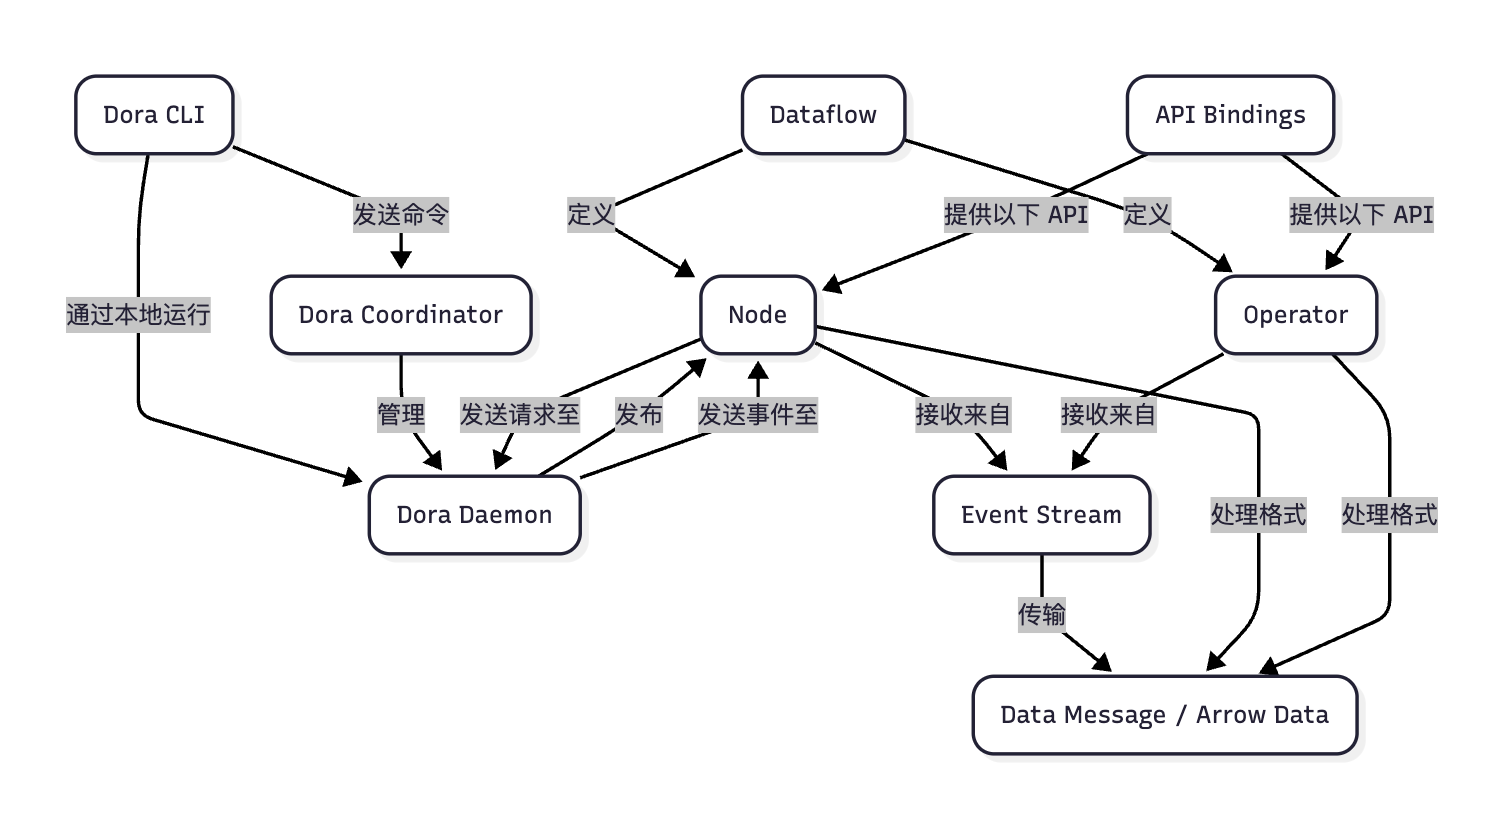 Dora CLI
Dataflow
API Bindings
发送命令
定义
提供以下 API
定义
提供以下 API
通过本地运行
Dora Coordinator
Node
Operator
管理
发送请求至
发布
发送事件至
接收来自
接收来自
Dora Daemon
Event Stream
处理格式
处理格式
传输
Data Message / Arrow Data